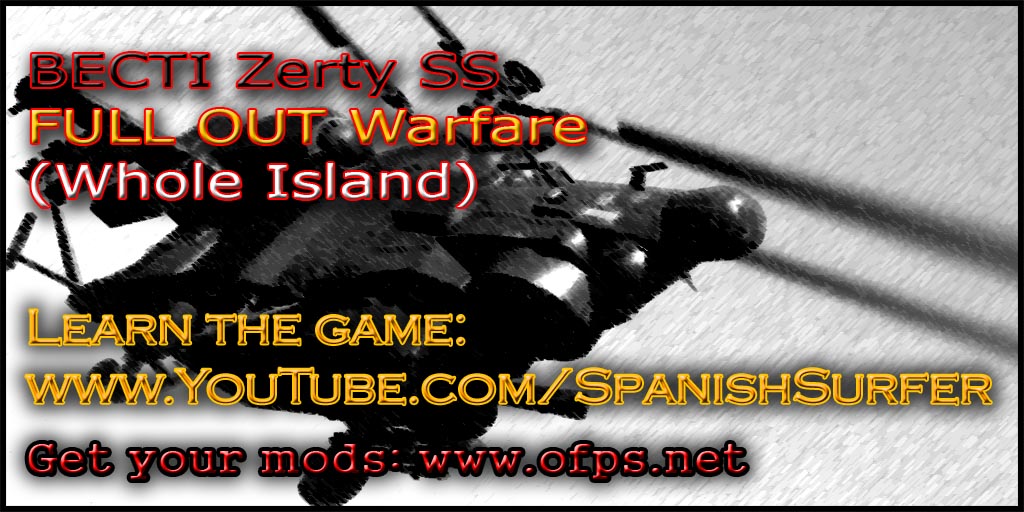 BECTI Zerty SS
FULL OUT Warfare
(Whole Island)
Learn the game:
www.YouTube.com/SpanishSurfer
Get your mods: www.ofps.net